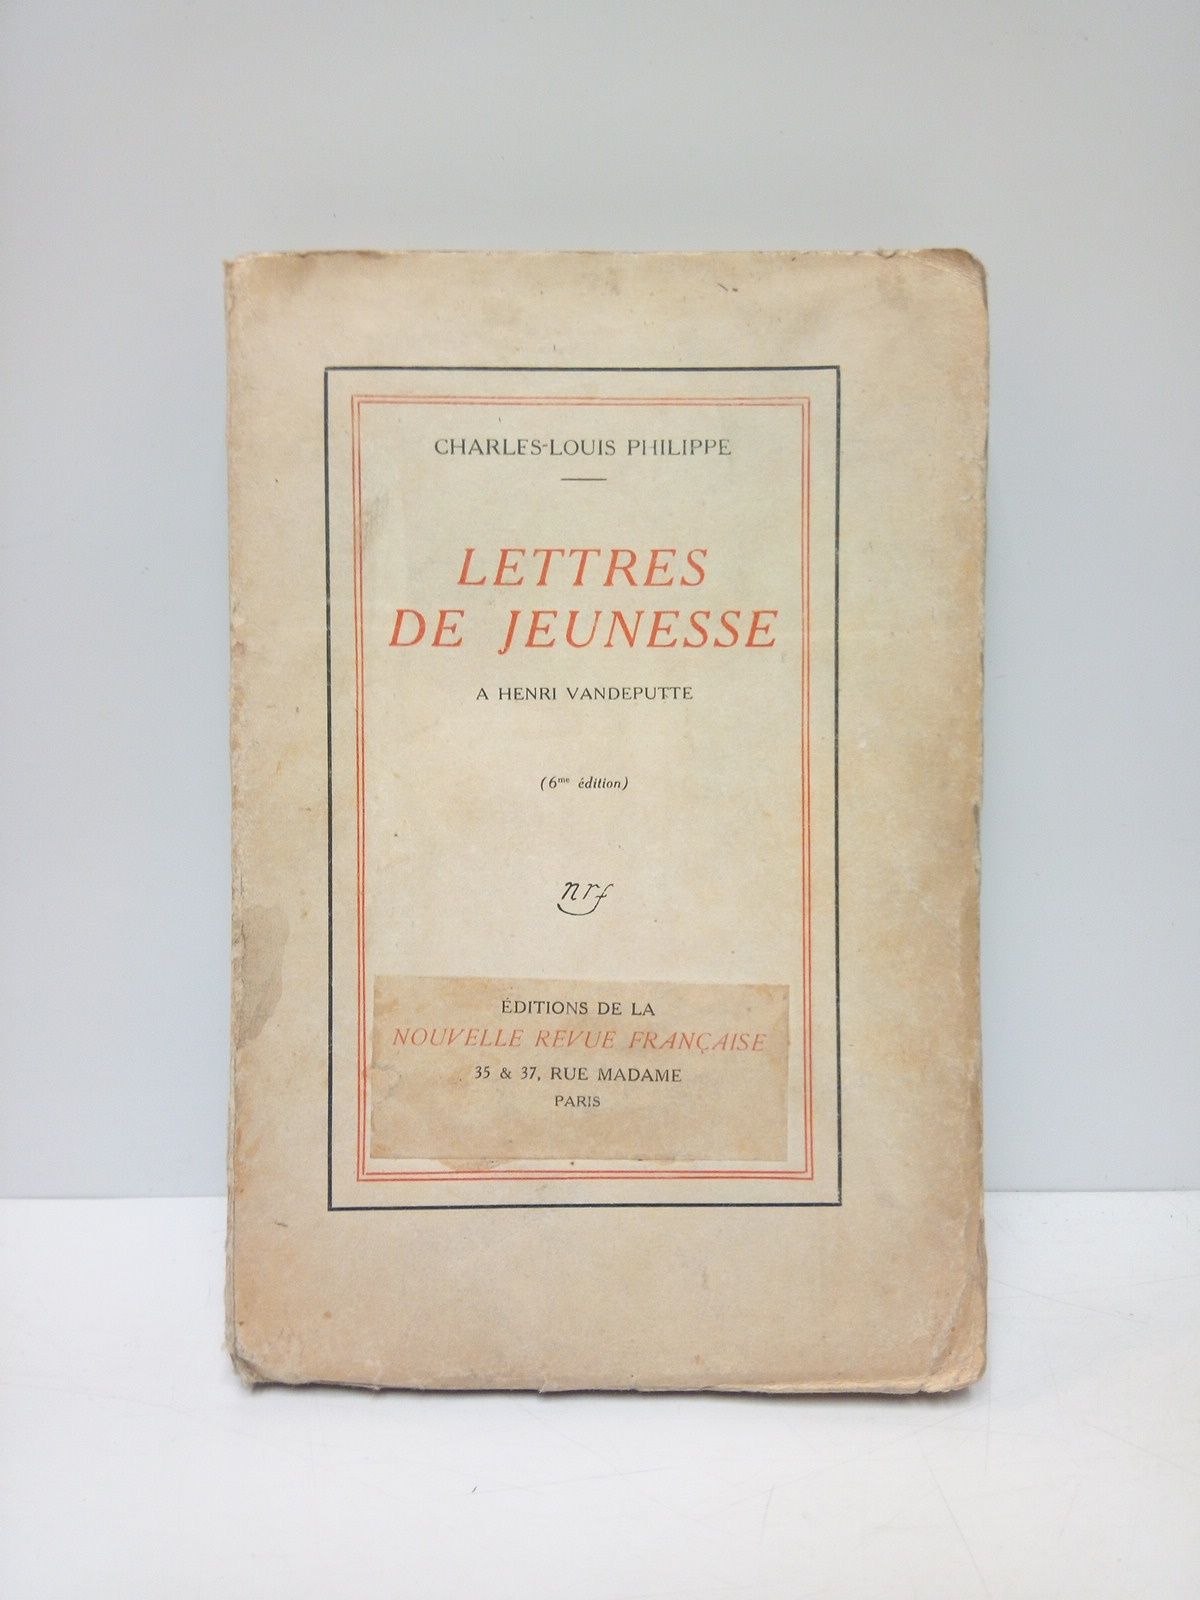 CHARLES-LOUIS PHILIPPE
LETTRES
DE JEUNESSE
A HENRI VANDEPUTTE
(6me édition)
nrf
ÉDITIONS DE LA
NOUVELLE REVUE FRANÇAISE
35 & 37, RUE MADAME
PARIS